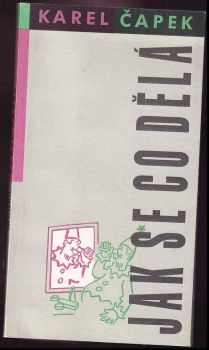 KAREL ČAPEK
JAK SE CO DĚLÁ